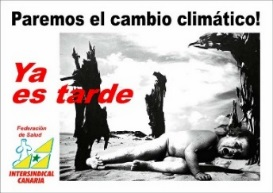 Paremos el cambio climático!
Ya
es tarde
Federación
de Salud
INTERSINDICAL
CANARIA